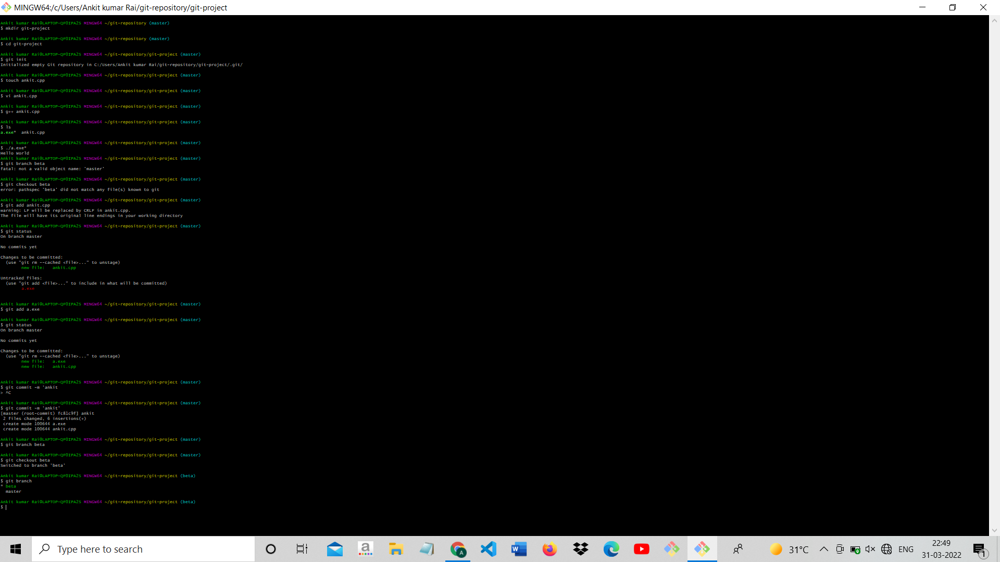 MINGW64:/c/Users/Ankit kumar Rai/git-repository/git-project
Ankit kumar Rai@LAPTOP-QF0IPA2S MINGW64 ~/git-repository (master)
$ mkdir git-project
Ankit kumar Rai@LAPTOP-QF0IPA2S MINGW64 ~/git-repository (master)
$ cd git-project
Ankit kumar Rai@LAPTOP-QF0IPA2S MINGW64 ~/git-repository/git-project (master)
$ git init
Initialized empty Git repository in C:/Users/Ankit kumar Rai/git-repository/git-project/.git/
Ankit kumar Rai@LAPTOP-QF0IPA2S MINGW64 ~/git-repository/git-project (master)
$ touch ankit.cpp
Ankit kumar Rai@LAPTOP-QF0IPA2S MINGW64 ~/git-repository/git-project (master)
$ vi ankit.cpp
Ankit kumar Rai@LAPTOP-QF0IPA2S MINGW64 ~/git-repository/git-project (master)
$ g++ ankit.cpp
Ankit kumar Rai@LAPTOP-QF0IPA2S MINGW64 ~/git-repository/git-project (master)
$ ls
a.exe*  ankit.cpp
Ankit kumar Rai@LAPTOP-QF0IPA2S MINGW64 ~/git-repository/git-project (master)
$ ./a.exe*
Hello World
Ankit kumar Rai@LAPTOP-QF0IPA2S MINGW64 ~/git-repository/git-project (master)
$ git branch beta
fatal: not a valid object name: 'master'
Ankit kumar Rai@LAPTOP-QF0IPA2S MINGW64 ~/git-repository/git-project (master)
$ git checkout beta
error: pathspec 'beta' did not match any file(s) known to git
Ankit kumar Rai@LAPTOP-QF0IPA2S MINGW64 ~/git-repository/git-project (master)
$ git add ankit.cpp
warning: LF will be replaced by CRLF in ankit.cpp.
The file will have its original line endings in your working directory
Ankit kumar Rai@LAPTOP-QF0IPA2S MINGW64 ~/git-repository/git-project (master)
$ git status
On branch master
No commits yet
Changes to be committed:
(use "git rm --cached <file>..." to unstage)
new file:   ankit.cpp
Untracked files:
(use "git add <file>..." to include in what will be committed)
a.exe
Ankit kumar Rai@LAPTOP-QF0IPA2S MINGW64 ~/git-repository/git-project (master)
$ git add a.exe
Ankit kumar Rai@LAPTOP-QF0IPA2S MINGW64 ~/git-repository/git-project (master)
$ git status
On branch master
No commits yet
Changes to be committed:
(use "git rm --cached <file>..." to unstage)
new file:   a.exe
new file:   ankit.cpp
Ankit kumar Rai@LAPTOP-QF0IPA2S MINGW64 ~/git-repository/git-project (master)
$ git commit -m 'ankit
> ^C
Ankit kumar Rai@LAPTOP-QF0IPA2S MINGW64 ~/git-repository/git-project (master)
$ git commit -m 'ankit'
[master (root-commit) fc81c9f] ankit
2 files changed, 6 insertions(+)
create mode 100644 a.exe
create mode 100644 ankit.cpp
Ankit kumar Rai@LAPTOP-QF0IPA2S MINGW64 ~/git-repository/git-project (master)
$ git branch beta
Ankit kumar Rai@LAPTOP-QF0IPA2S MINGW64 ~/git-repository/git-project (master)
$ git checkout beta
Switched to branch 'beta'
Ankit kumar Rai@LAPTOP-QF0IPA2S MINGW64 ~/git-repository/git-project (beta)
$ git branch
* beta
master
Ankit kumar Rai@LAPTOP-QF0IPA2S MINGW64 ~/git-repository/git-project (beta)
$
Type here to search
31°C
ENG
22:49
31-03-2022
1